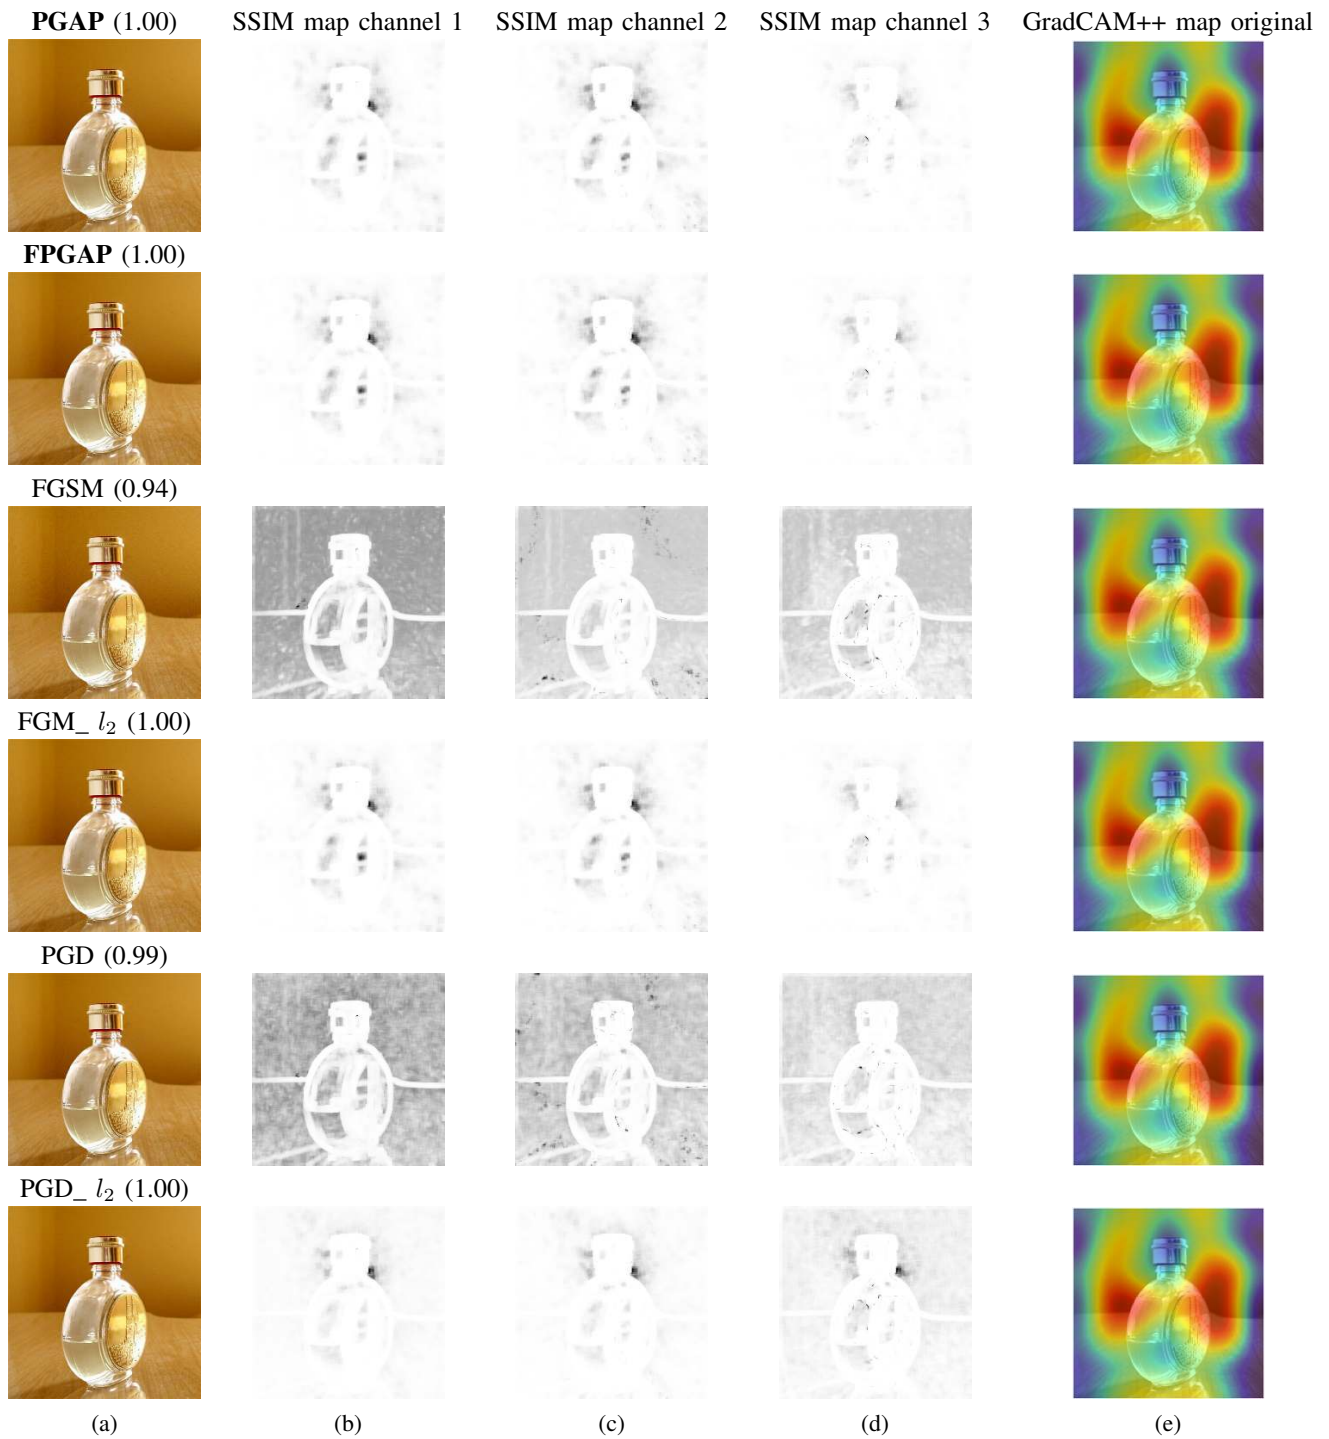 PGAP (1.00) SSIM map channel 1 SSIM map channel 2 SSIM map channel 3 GradCAM++ map original
FPGAP (1.00)
FGSM (0.94)
FGM_ l₂ (1.00)
PGD (0.99)
PGD_ l₂ (1.00)
(a) (b) (c) (d) (e)